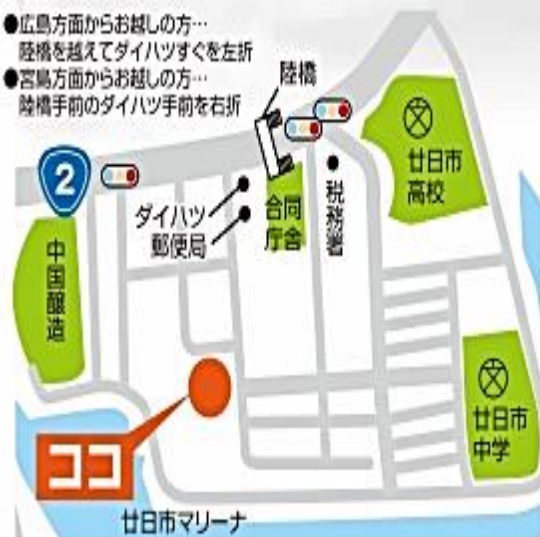 ●広島方面からお越しの方…
陸橋を越えてダイハツすぐを左折
●宮島方面からお越しの方…
陸橋手前のダイハツ手前を右折
陸橋
2
廿日市
高校
ダイハツ
郵便局
合同
庁舎
税務署
中国醸造
廿日市
中学
ココ
廿日市マリーナ